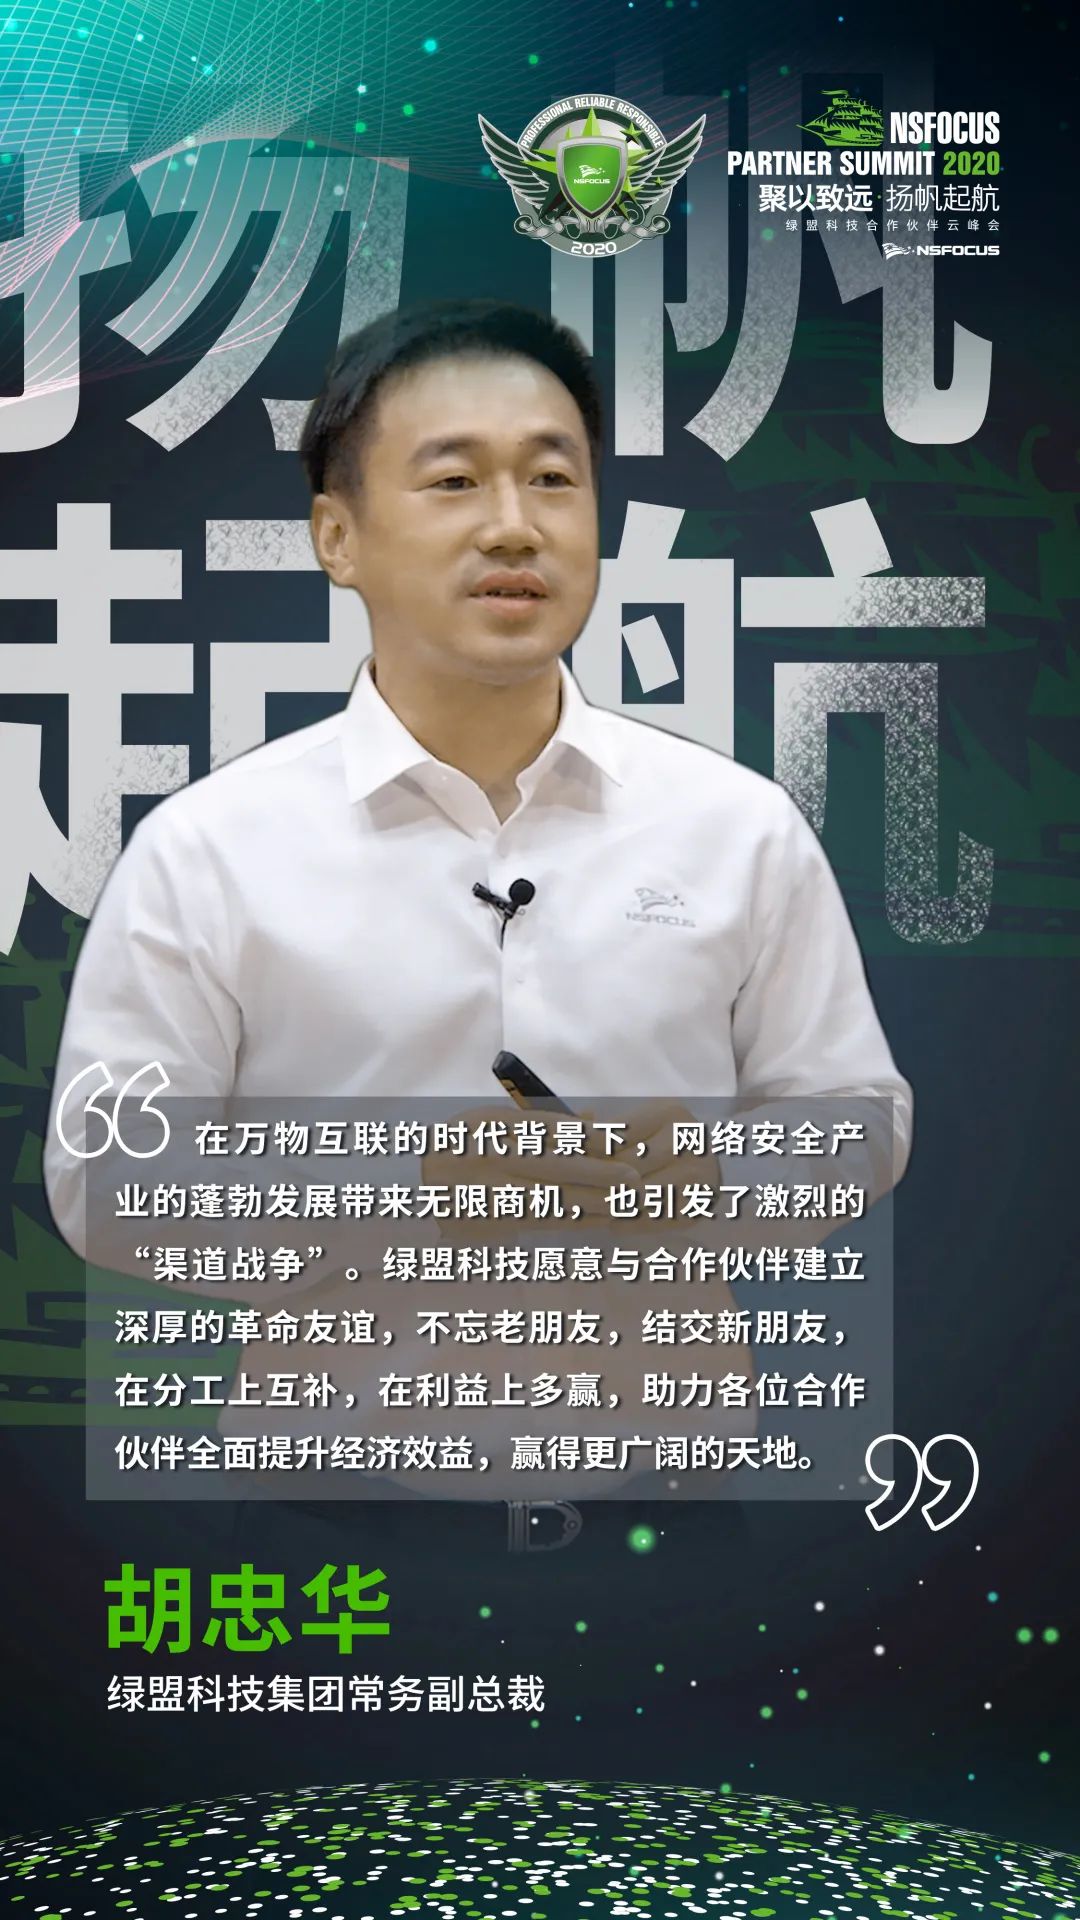 PROFESSIONAL RELIABLE RESPONSIBLE
NSFOCUS
2020
NSFOCUS
PARTNER SUMMIT 2020
聚以致远·扬帆起航
绿盟科技合作伙伴云峰会
NSFOCUS
扬帆
起航
NSFOCUS
“在万物互联的时代背景下，网络安全产
业的蓬勃发展带来无限商机，也引发了激烈的
“渠道战争”。绿盟科技愿意与合作伙伴建立
深厚的革命友谊，不忘老朋友，结交新朋友，
在分工上互补，在利益上多赢，助力各位合作
伙伴全面提升经济效益，赢得更广阔的天地。”
胡忠华
绿盟科技集团常务副总裁